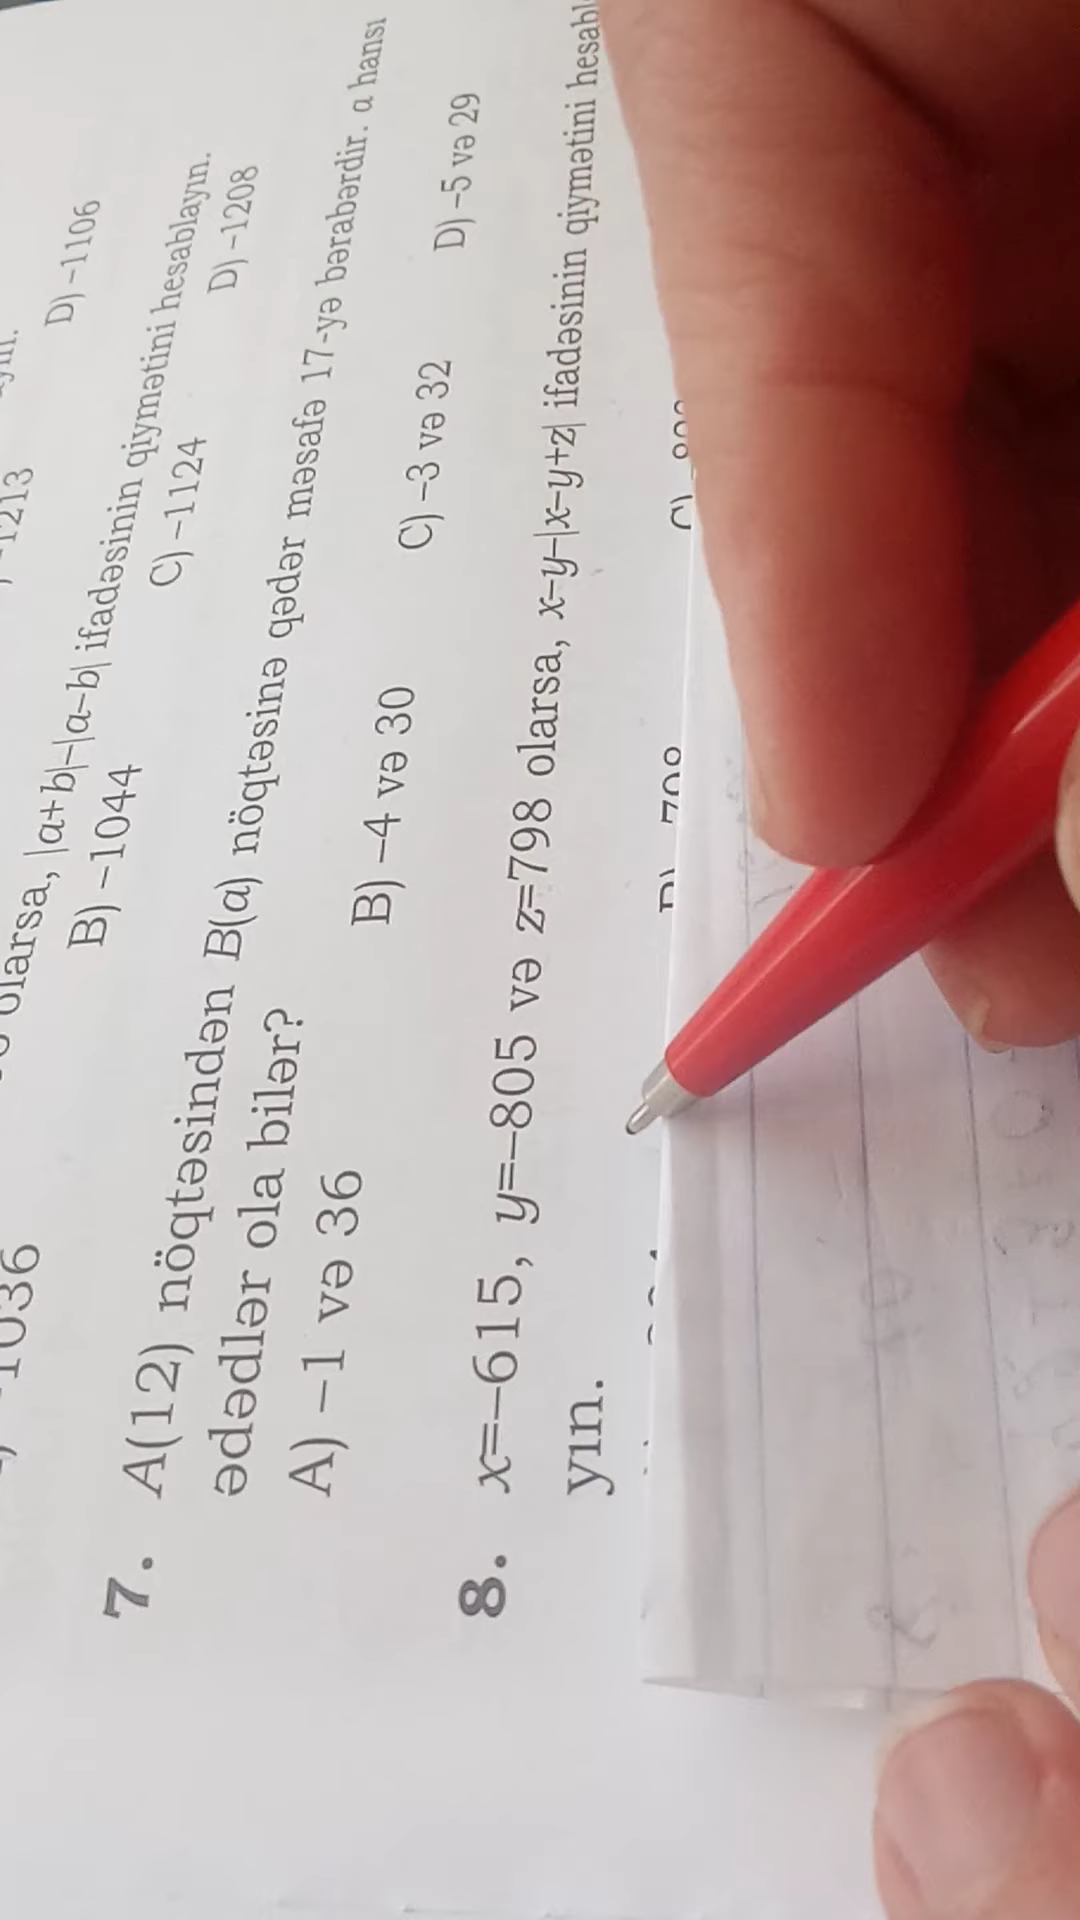 1036
D) −1106
olarsa, |a+b|−|a−b| ifadəsinin qiymətini hesablayın.
B) −1044 C) −1124 D) −1208
7. A(12) nöqtəsindən B(a) nöqtəsinə qədər məsafə 17-yə bərabərdir. a hansı
ədədlər ola bilər?
A) −1 və 36 B) −4 və 30 C) −3 və 32 D) −5 və 29
8. x=−615, y=−805 və z=798 olarsa, x−y−|x−y+z| ifadəsinin qiymətini
yın.